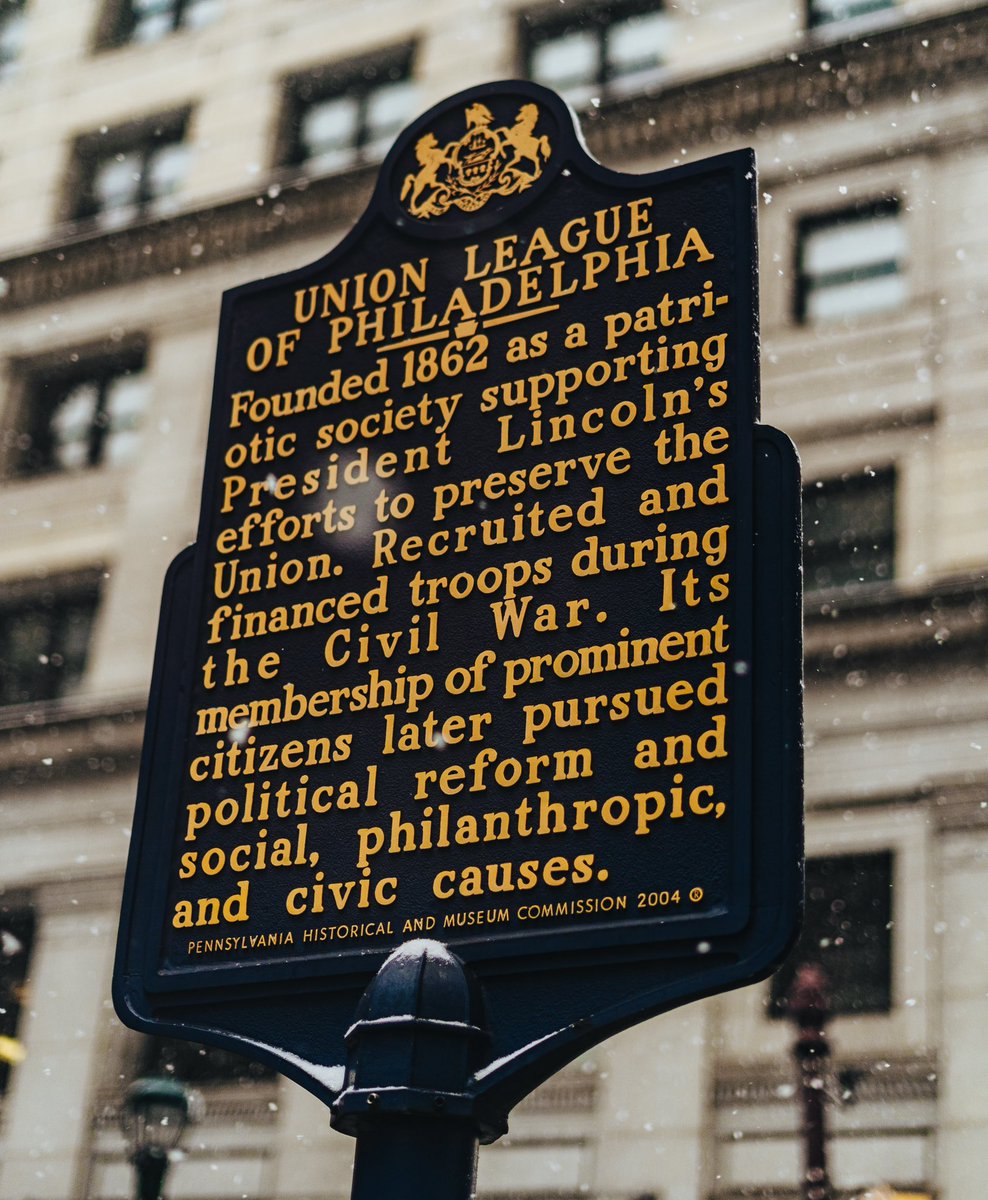 UNION LEAGUE
OF PHILADELPHIA
Founded 1862 as a patri-
otic society supporting
President Lincoln's
efforts to preserve the
Union. Recruited and
financed troops during
the Civil War. Its
membership of prominent
citizens later pursued
political reform and
social, philanthropic,
and civic causes.
PENNSYLVANIA HISTORICAL AND MUSEUM COMMISSION 2004 ®